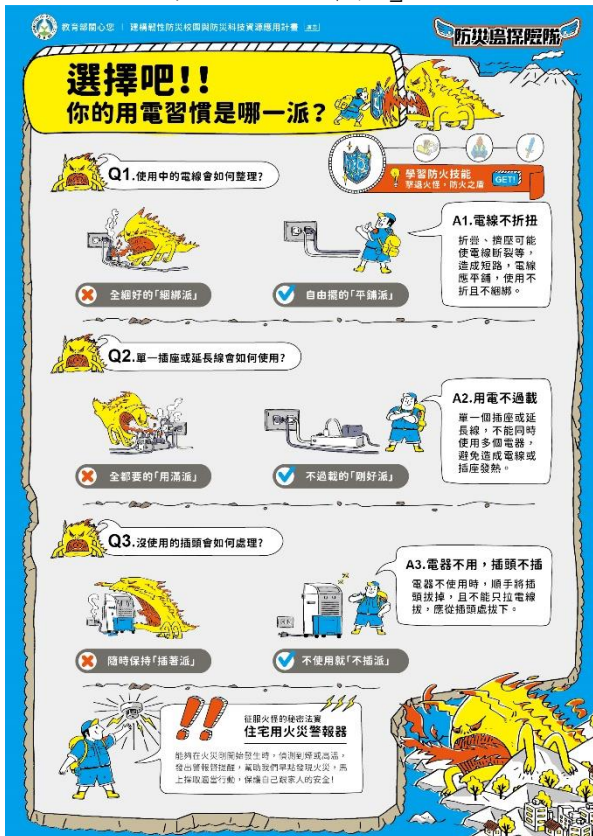 教育部關心您｜建構韌性防災校園與防災科技資源應用計畫
防災島探險隊
選擇吧!!
你的用電習慣是哪一派?
學習防火技能
擊退火怪，防火之盾
GET!
Q1.使用中的電線會如何整理?
全綑好的「綑綁派」
自由擺的「平鋪派」
A1.電線不折扭
折疊、擠壓可能
使電線斷裂等，
造成短路，電線
應平鋪，使用不
折且不綑綁。
Q2.單一插座或延長線會如何使用?
全都要的「用滿派」
不過載的「剛好派」
A2.用電不過載
單一個插座或延
長線，不能同時
使用多個電器，
避免造成電線或
插座發熱。
Q3.沒使用的插頭會如何處理?
隨時保持「插著派」
不使用就「不插派」
A3.電器不用，插頭不插
電器不使用時，順手將插
頭拔掉，且不能只拉電線
拔，應從插頭處拔下。
征服火怪的秘密法寶
住宅用火災警報器
能夠在火災剛開始發生時，偵測到煙或高溫，
發出警報聲提醒，幫助我們早點發現火災，馬
上採取適當行動，保護自己跟家人的安全!